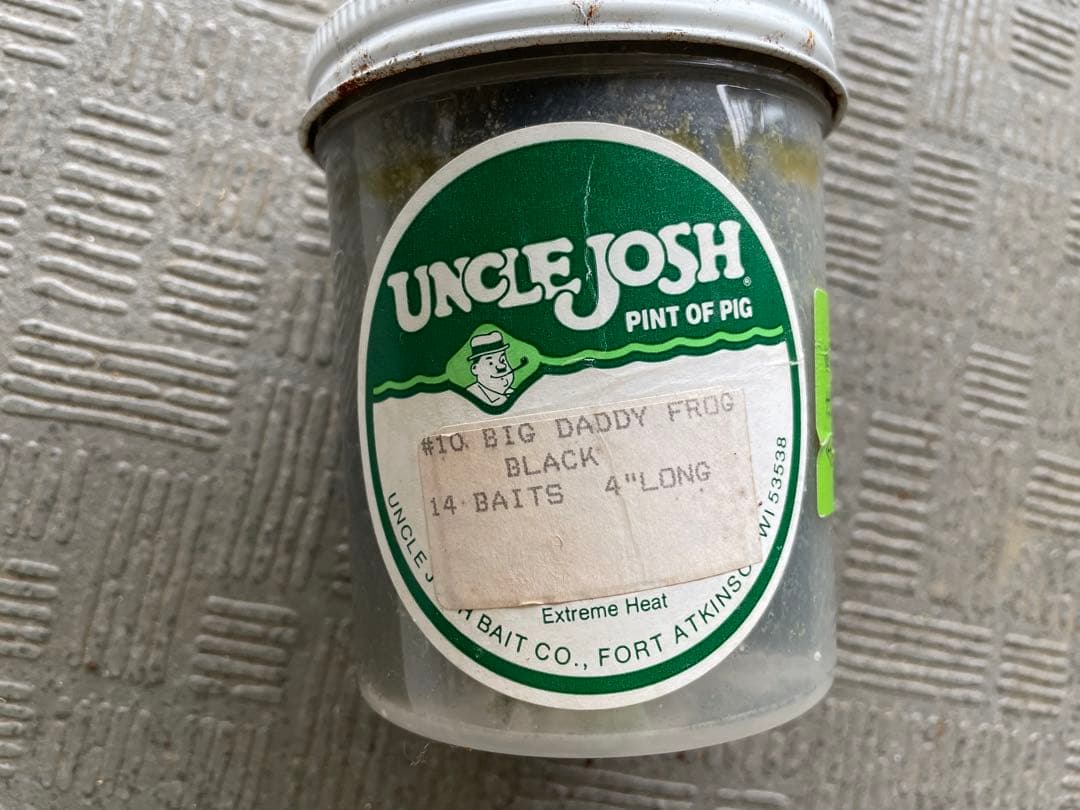 UNCLE JOSH®
PINT OF PIG
#10 BIG DADDY FROG
BLACK
14 BAITS 4"LONG
Extreme Heat
UNCLE J H BAIT CO., FORT ATKINSO WI 53538